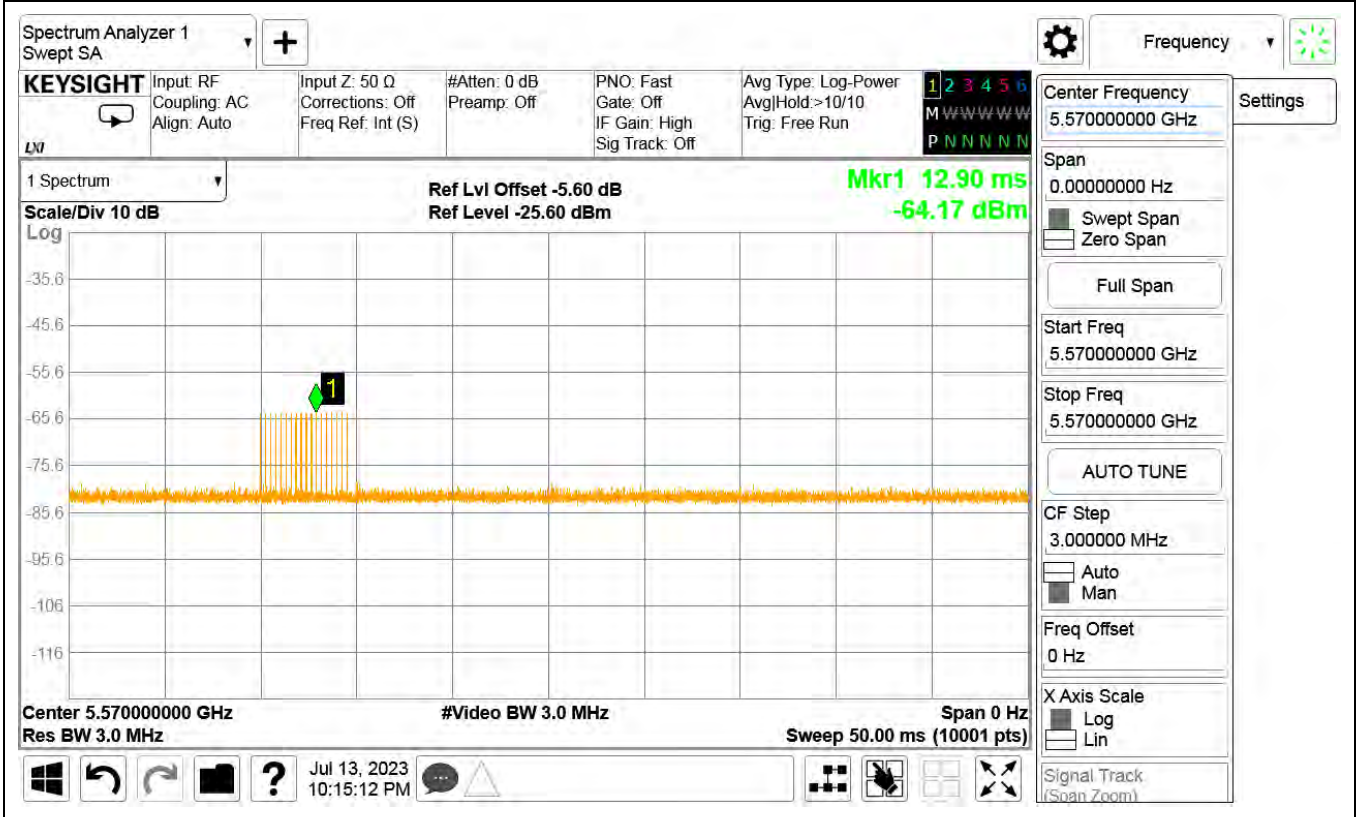 Spectrum Analyzer 1
Swept SA
+
Frequency
KEYSIGHT
LXI
Input: RF
Coupling: AC
Align: Auto
Input Z: 50 Ω
Corrections: Off
Freq Ref: Int (S)
#Atten: 0 dB
Preamp: Off
PNO: Fast
Gate: Off
IF Gain: High
Sig Track: Off
Avg Type: Log-Power
Avg|Hold:>10/10
Trig: Free Run
1 2 3 4 5 6
M W W W W W
P N N N N N
Settings
1 Spectrum
Scale/Div 10 dB
Log
Ref Lvl Offset -5.60 dB
Ref Level -25.60 dBm
Mkr1 12.90 ms
-64.17 dBm
-35.6
-45.6
-55.6
-65.6
-75.6
-85.6
-95.6
-106
-116
1
Center 5.570000000 GHz
Res BW 3.0 MHz
#Video BW 3.0 MHz
Span 0 Hz
Sweep 50.00 ms (10001 pts)
Center Frequency
5.570000000 GHz
Span
0.00000000 Hz
Swept Span
Zero Span
Full Span
Start Freq
5.570000000 GHz
Stop Freq
5.570000000 GHz
AUTO TUNE
CF Step
3.000000 MHz
Auto
Man
Freq Offset
0 Hz
X Axis Scale
Log
Lin
Signal Track
(Span Zoom)
?
Jul 13, 2023
10:15:12 PM